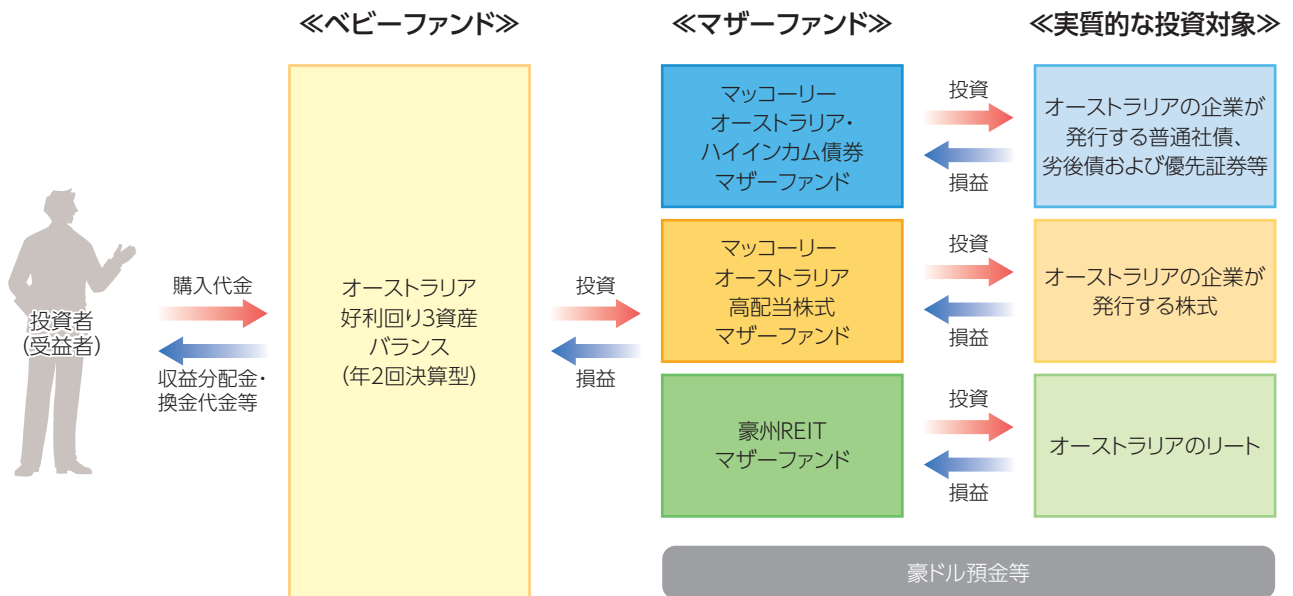 ≪ベビーファンド≫
≪マザーファンド≫
≪実質的な投資対象≫
投資者
（受益者）
購入代金
収益分配金・
換金代金等
オーストラリア
好利回り3資産
バランス
（年2回決算型）
投資
損益
マッコーリー
オーストラリア・
ハイインカム債券
マザーファンド
投資
損益
オーストラリアの企業が
発行する普通社債、
劣後債および優先証券等
マッコーリー
オーストラリア
高配当株式
マザーファンド
投資
損益
オーストラリアの企業が
発行する株式
豪州REIT
マザーファンド
投資
損益
オーストラリアのリート
豪ドル預金等